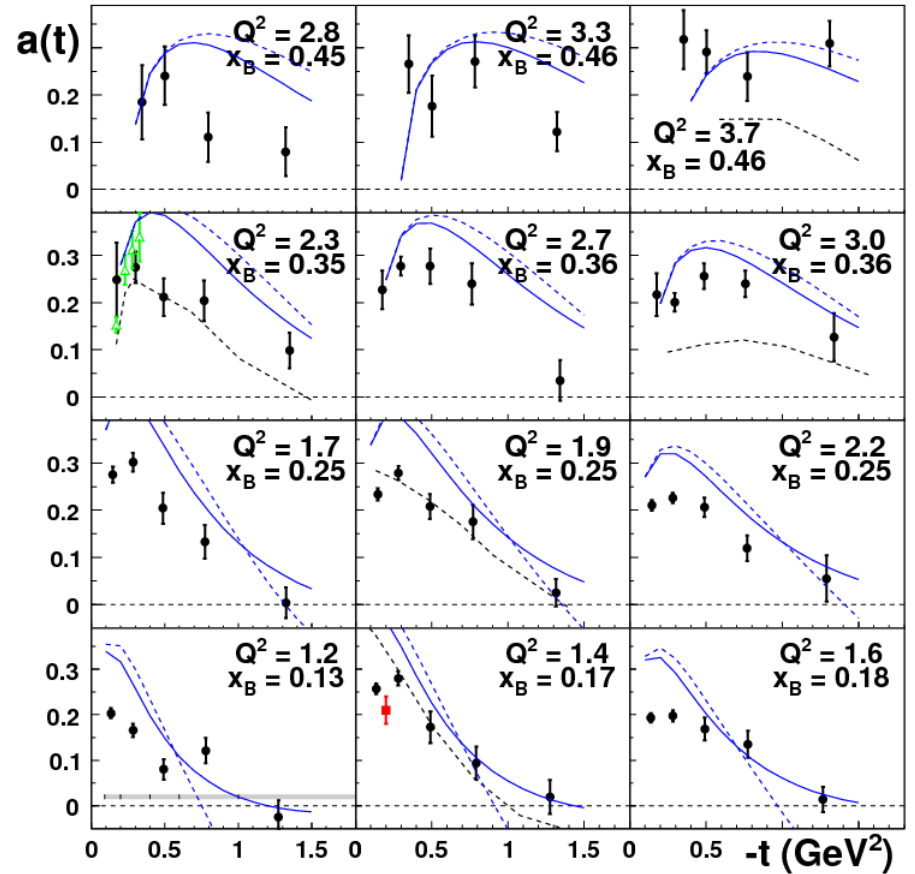 a(t)
Q² = 2.8
x_B = 0.45
Q² = 3.3
x_B = 0.46
Q² = 3.7
x_B = 0.46
0.2
0.1
0
Q² = 2.3
x_B = 0.35
Q² = 2.7
x_B = 0.36
Q² = 3.0
x_B = 0.36
0.3
0.2
0.1
0
Q² = 1.7
x_B = 0.25
Q² = 1.9
x_B = 0.25
Q² = 2.2
x_B = 0.25
0.3
0.2
0.1
0
Q² = 1.2
x_B = 0.13
Q² = 1.4
x_B = 0.17
Q² = 1.6
x_B = 0.18
0.3
0.2
0.1
0
0 0.5 1 0 0.5 1 0 0.5 1
-t (GeV²)